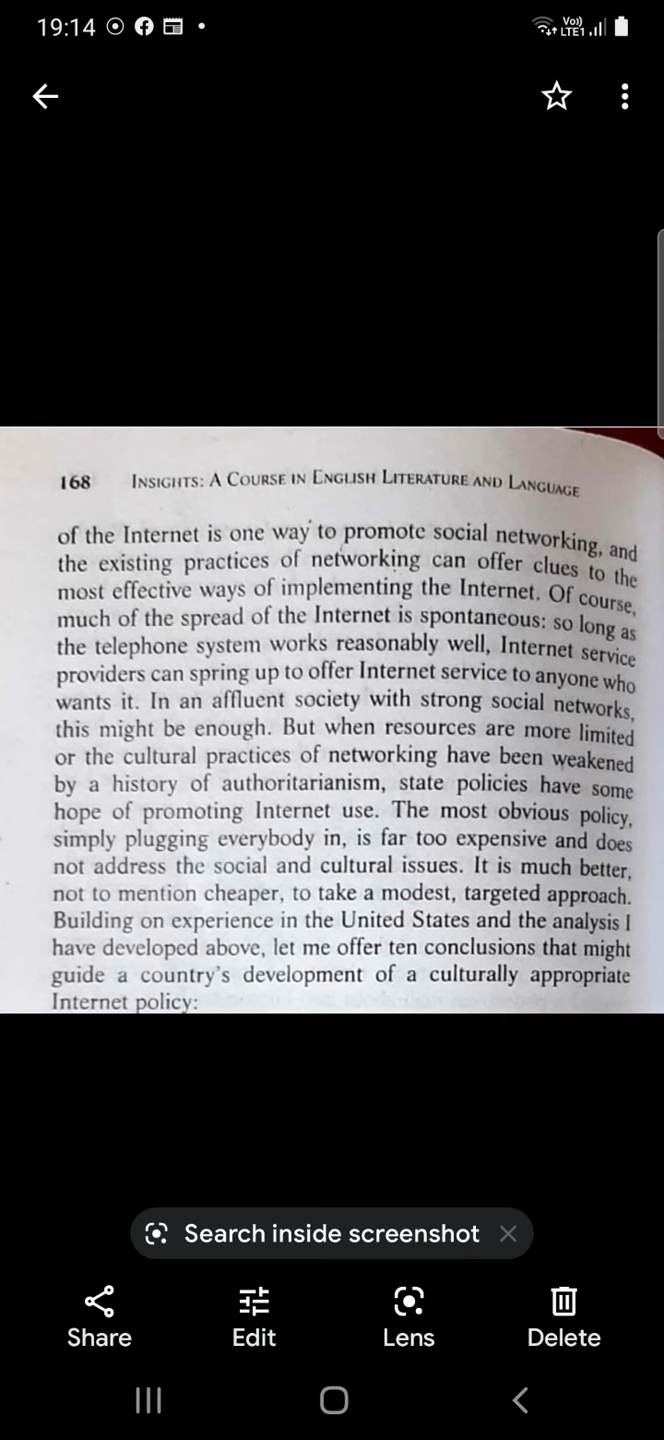 19:14
Vo)) LTE1
168 INSIGHTS: A COURSE IN ENGLISH LITERATURE AND LANGUAGE
of the Internet is one way to promote social networking, and
the existing practices of networking can offer clues to the
most effective ways of implementing the Internet. Of course,
much of the spread of the Internet is spontaneous: so long as
the telephone system works reasonably well, Internet service
providers can spring up to offer Internet service to anyone who
wants it. In an affluent society with strong social networks,
this might be enough. But when resources are more limited
or the cultural practices of networking have been weakened
by a history of authoritarianism, state policies have some
hope of promoting Internet use. The most obvious policy,
simply plugging everybody in, is far too expensive and does
not address the social and cultural issues. It is much better,
not to mention cheaper, to take a modest, targeted approach.
Building on experience in the United States and the analysis I
have developed above, let me offer ten conclusions that might
guide a country's development of a culturally appropriate
Internet policy:
Search inside screenshot
Share Edit Lens Delete